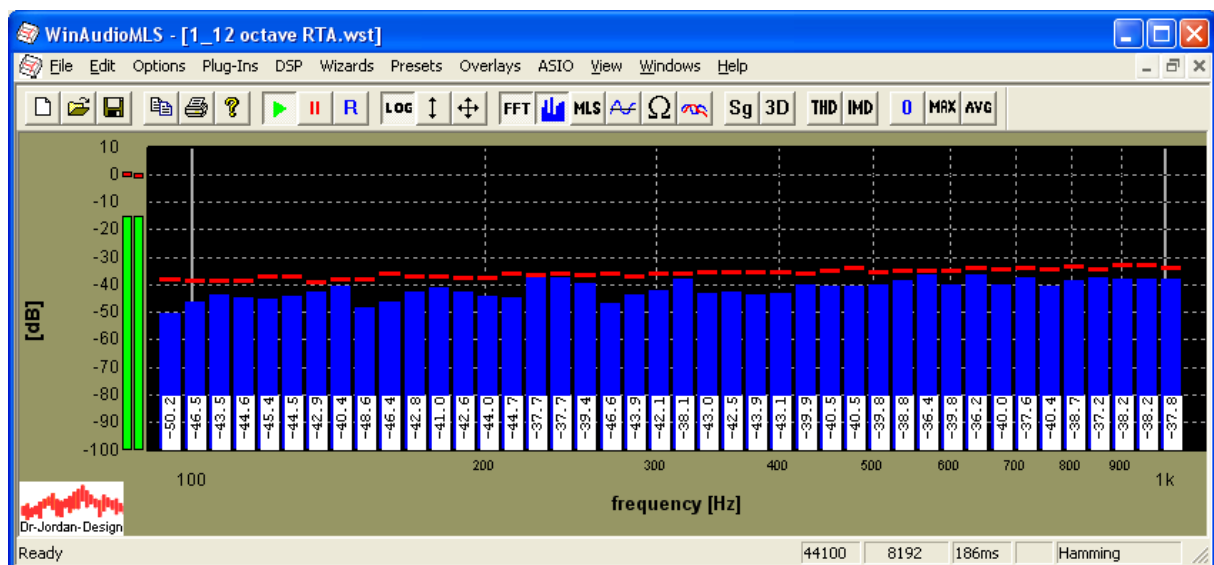 WinAudioMLS - [1_12 octave RTA.wst]
File Edit Options Plug-Ins DSP Wizards Presets Overlays ASIO View Windows Help
R LOG FFT MLS Ω Sg 3D THD IMD 0 MAX AVG
10
0
-10
-20
-30
-40
-50
-60
-70
-80
-90
-100
[dB]
-50.2 -46.5 -43.5 -44.6 -45.4 -44.5 -42.9 -40.4 -48.6 -46.4 -42.8 -41.0 -42.6 -44.0 -44.7 -37.7 -37.7 -39.4 -46.6 -43.9 -42.1 -38.1 -43.0 -42.5 -43.9 -43.1 -39.9 -40.5 -40.5 -39.8 -38.8 -36.4 -39.8 -36.2 -40.0 -37.6 -40.4 -38.7 -37.2 -38.2 -38.2 -37.8
100 200 300 400 500 600 700 800 900 1k
frequency [Hz]
Dr-Jordan-Design
Ready 44100 8192 186ms Hamming